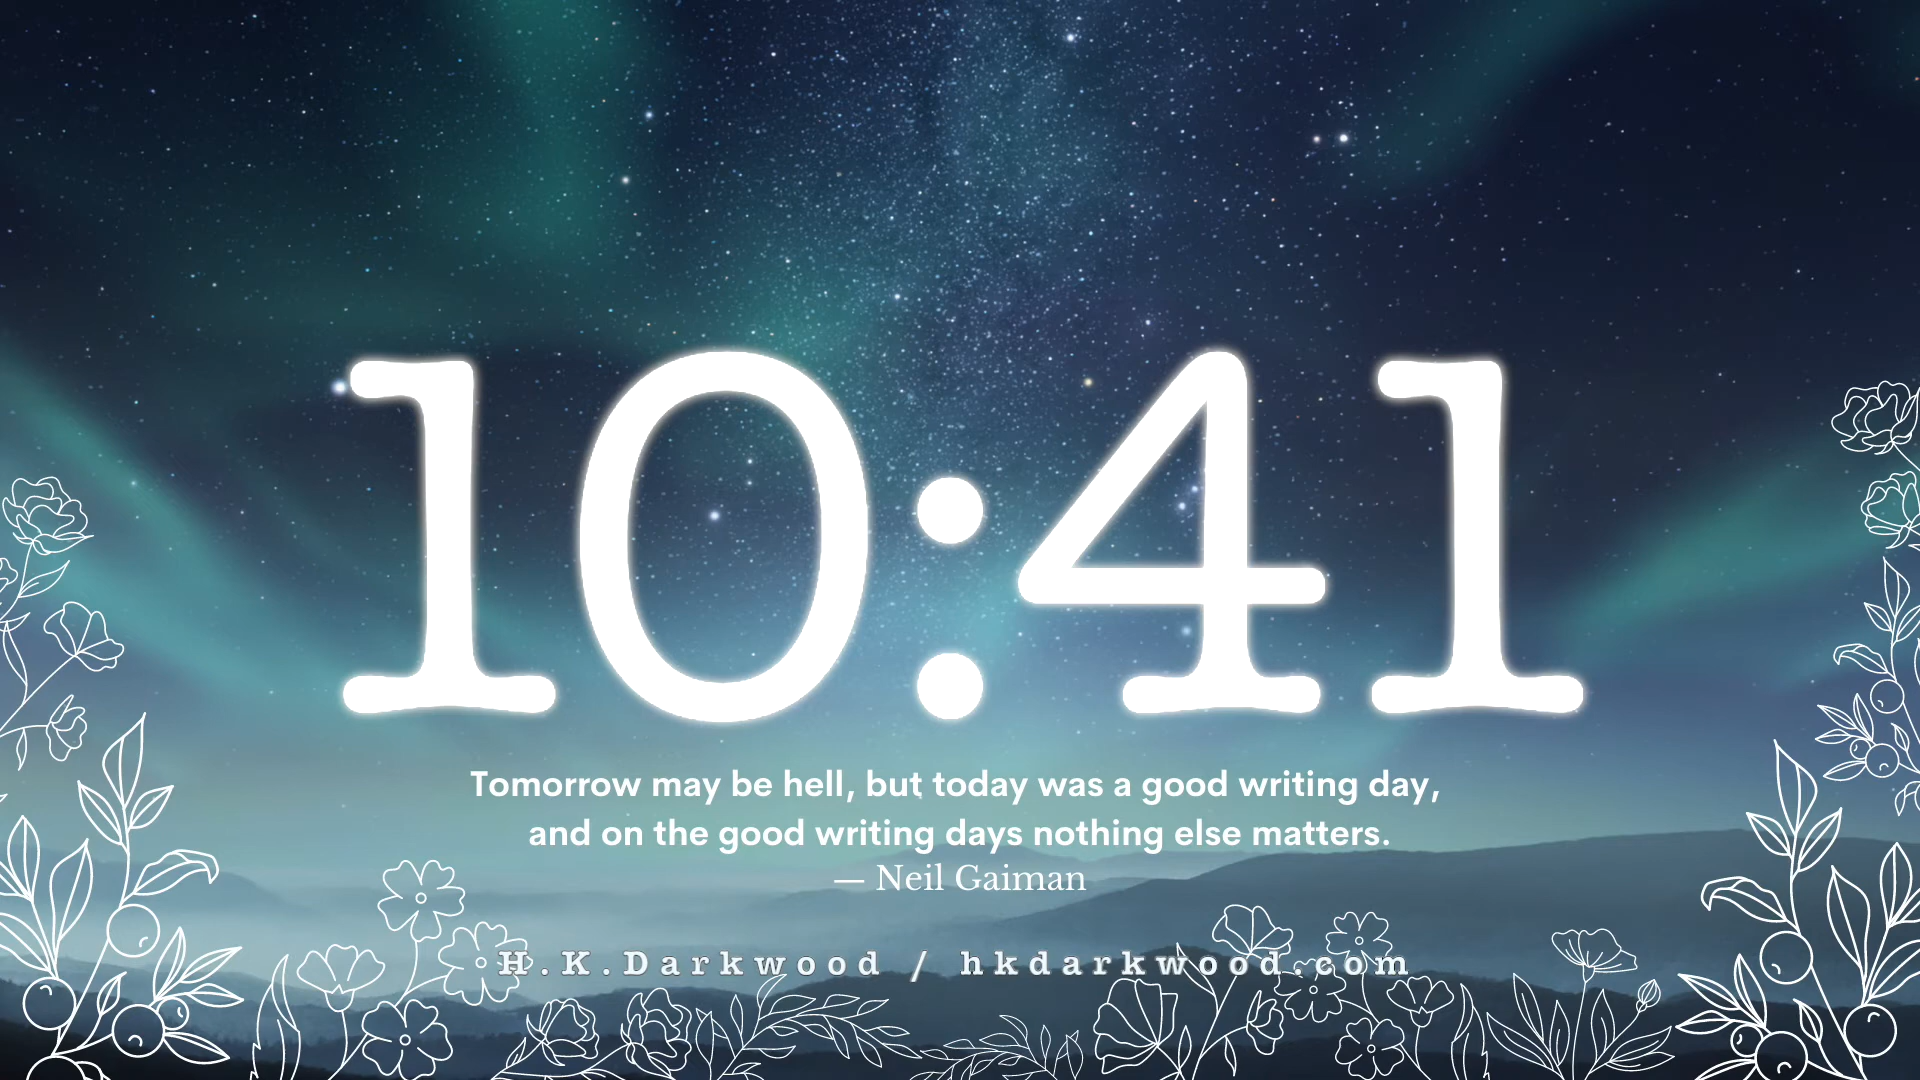 10:41
Tomorrow may be hell, but today was a good writing day,
and on the good writing days nothing else matters.
— Neil Gaiman
H.K.Darkwood / hkdarkwood.com